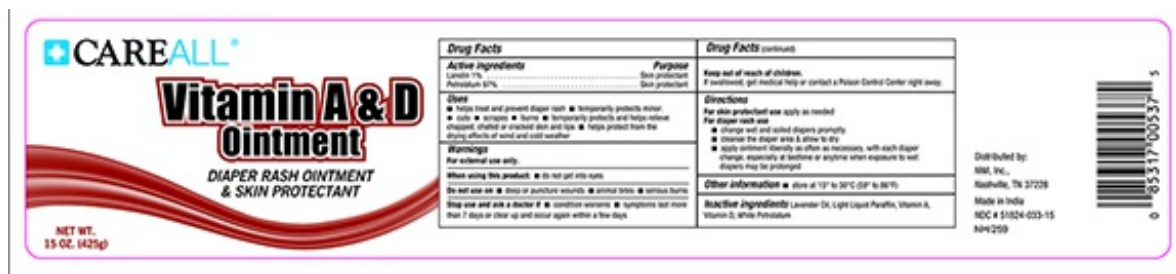 CAREALL®
Vitamin A & D
Ointment
DIAPER RASH OINTMENT
& SKIN PROTECTANT
NET WT.
15 OZ. (425g)
Drug Facts
Active ingredients Purpose
Lanolin 1% Skin protectant
Petrolatum 97% Skin protectant
Uses
■ helps treat and prevent diaper rash ■ temporarily protects minor:
■ cuts ■ scrapes ■ burns ■ temporarily protects and helps relieve
chapped, chafed or cracked skin and lips ■ helps protect from the
drying effects of wind and cold weather
Warnings
For external use only.
When using this product ■ do not get into eyes
Do not use on ■ deep or puncture wounds ■ animal bites ■ serious burns
Stop use and ask a doctor if ■ condition worsens ■ symptoms last more
than 7 days or clear up and occur again within a few days
Drug Facts (continued)
Keep out of reach of children.
If swallowed, get medical help or contact a Poison Control Center right away.
Directions
For skin protectant use apply as needed
For diaper rash use
■ change wet and soiled diapers promptly
■ cleanse the diaper area & allow to dry
■ apply ointment liberally as often as necessary, with each diaper
change, especially at bedtime or anytime when exposure to wet
diapers may be prolonged
Other information ■ store at 15° to 30°C (59° to 86°F)
Inactive ingredients Lavender Oil, Light Liquid Paraffin, Vitamin A,
Vitamin D, White Petrolatum
Distributed by:
NWI, Inc.,
Nashville, TN 37228
Made in India
NDC # 51824-033-15
NH/259
0 85317 00537 5